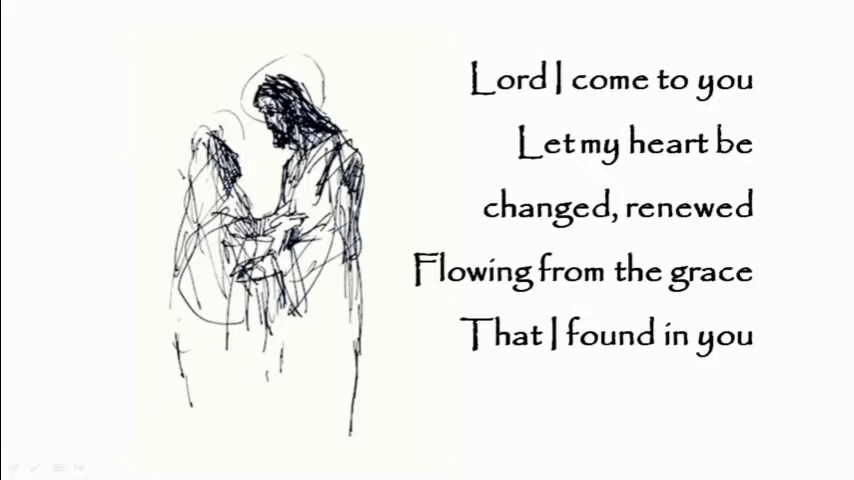 Lord I come to you
Let my heart be
changed, renewed
Flowing from the grace
That I found in you